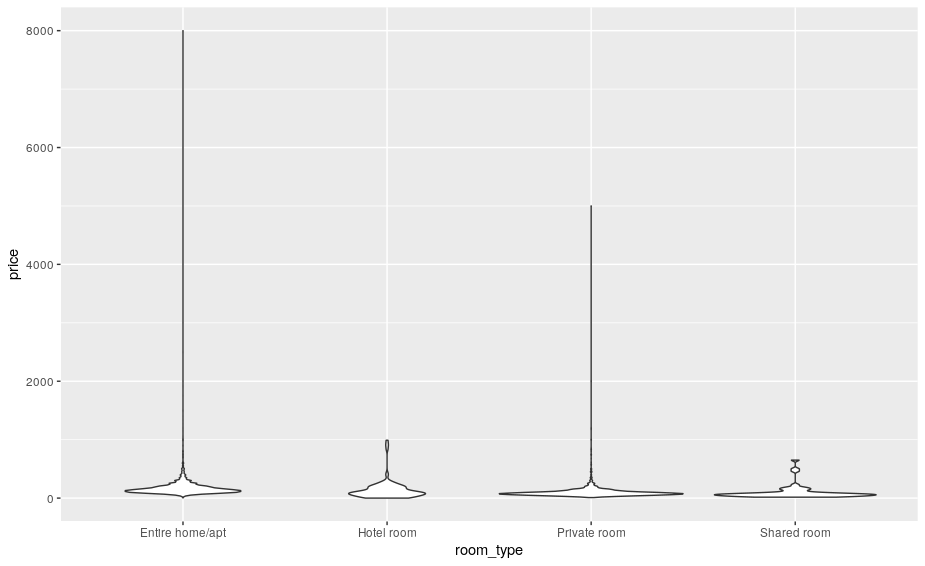 8000
6000
4000
2000
0
price
Entire home/apt
Hotel room
Private room
Shared room
room_type